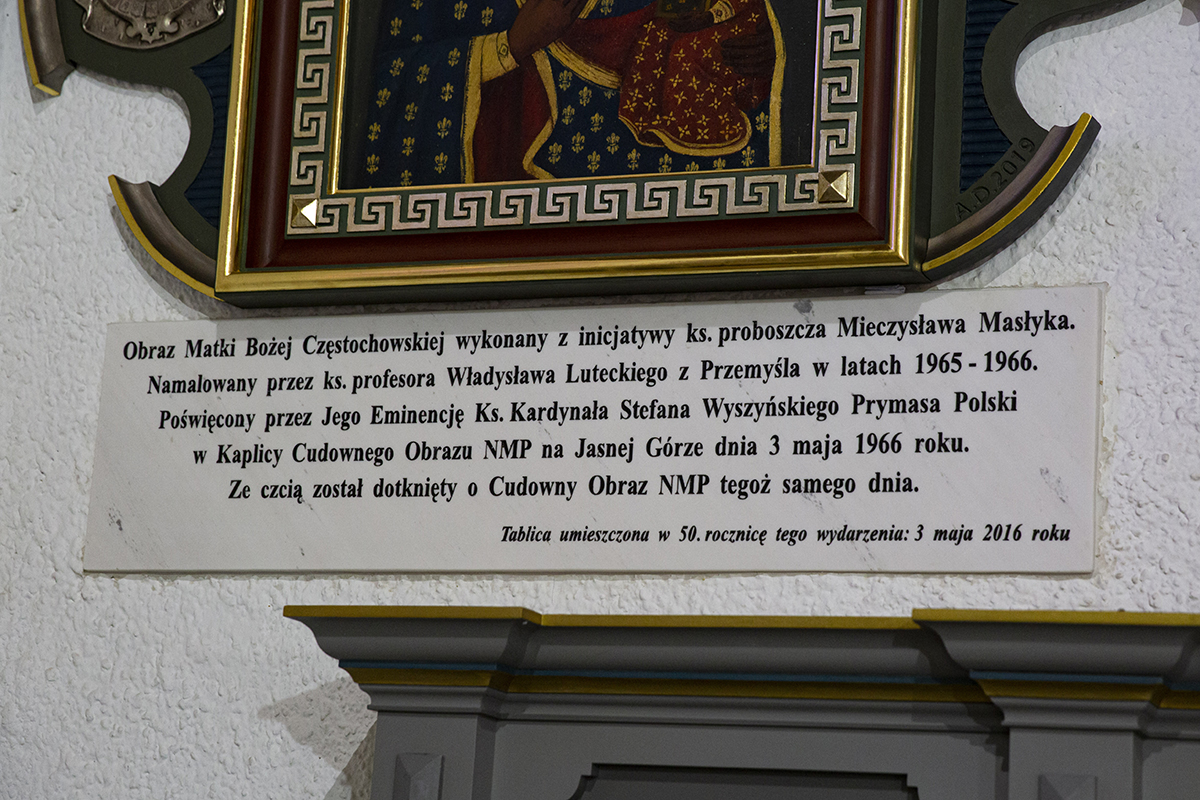 A.D.2019
Obraz Matki Bożej Częstochowskiej wykonany z inicjatywy ks. proboszcza Mieczysława Masłyka.
Namalowany przez ks. profesora Władysława Luteckiego z Przemyśla w latach 1965 - 1966.
Poświęcony przez Jego Eminencję Ks. Kardynała Stefana Wyszyńskiego Prymasa Polski
w Kaplicy Cudownego Obrazu NMP na Jasnej Górze dnia 3 maja 1966 roku.
Ze czcią został dotknięty o Cudowny Obraz NMP tegoż samego dnia.
Tablica umieszczona w 50. rocznicę tego wydarzenia: 3 maja 2016 roku